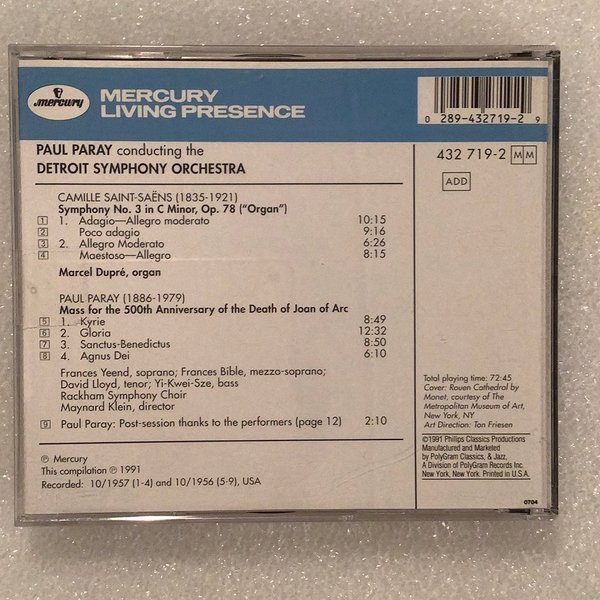 mercury
MERCURY
LIVING PRESENCE
0 289-432719-2 9
PAUL PARAY conducting the
DETROIT SYMPHONY ORCHESTRA
432 719-2 MM
ADD
CAMILLE SAINT-SAËNS (1835-1921)
Symphony No. 3 in C Minor, Op. 78 ("Organ")
1 1. Adagio—Allegro moderato 10:15
2 Poco adagio 9:16
3 2. Allegro Moderato 6:26
4 Maestoso—Allegro 8:15
Marcel Dupré, organ
PAUL PARAY (1886-1979)
Mass for the 500th Anniversary of the Death of Joan of Arc
5 1. Kyrie 8:49
6 2. Gloria 12:32
7 3. Sanctus-Benedictus 8:50
8 4. Agnus Dei 6:10
Frances Yeend, soprano; Frances Bible, mezzo-soprano;
David Lloyd, tenor; Yi-Kwei-Sze, bass
Rackham Symphony Choir
Maynard Klein, director
9 Paul Paray: Post-session thanks to the performers (page 12) 2:10
℗ Mercury
This compilation ℗ 1991
Recorded: 10/1957 (1-4) and 10/1956 (5-9), USA
Total playing time: 72:45
Cover: Rouen Cathedral by
Monet, courtesy of The
Metropolitan Museum of Art,
New York, NY
Art Direction: Ton Friesen
©1991 Philips Classics Productions
Manufactured and Marketed
by PolyGram Classics, & Jazz,
A Division of PolyGram Records Inc.
New York, New York. Printed in U.S.A.
0704